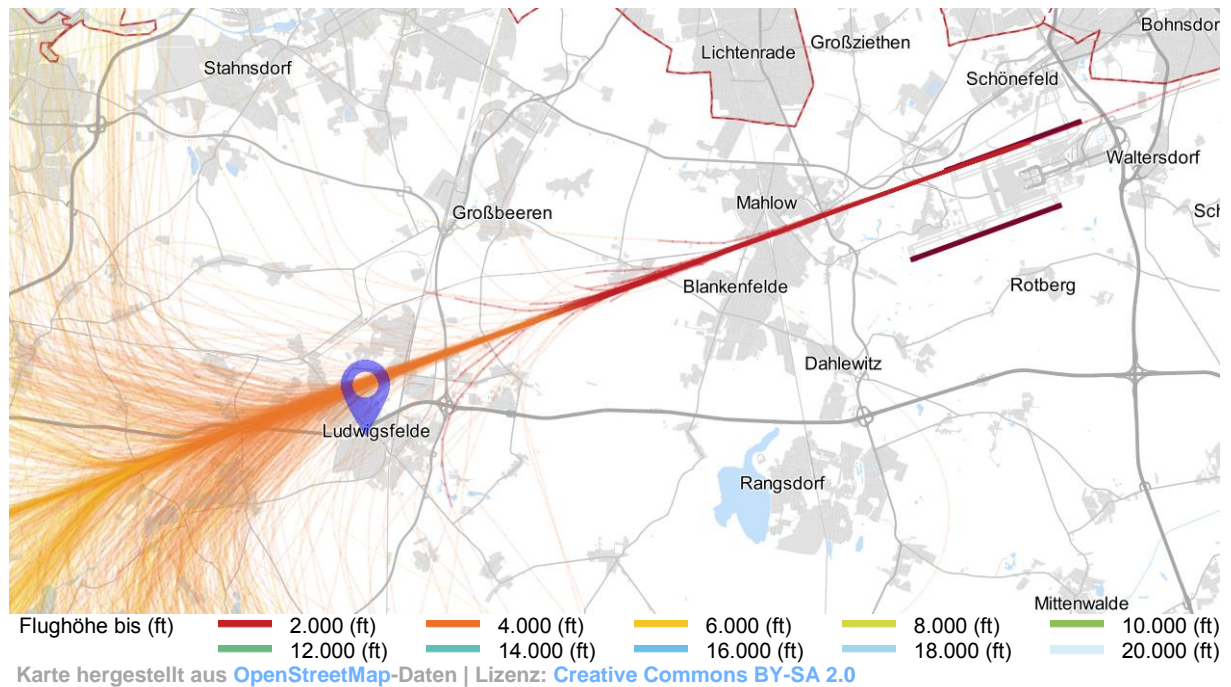 Bohnsdor
Großziethen
Lichtenrade
Stahnsdorf
Schönefeld
Waltersdorf
Mahlow
Großbeeren
Sch
Blankenfelde
Rotberg
Dahlewitz
Ludwigsfelde
Rangsdorf
Mittenwalde
Flughöhe bis (ft) 2.000 (ft) 4.000 (ft) 6.000 (ft) 8.000 (ft) 10.000 (ft)
12.000 (ft) 14.000 (ft) 16.000 (ft) 18.000 (ft) 20.000 (ft)
Karte hergestellt aus OpenStreetMap-Daten | Lizenz: Creative Commons BY-SA 2.0